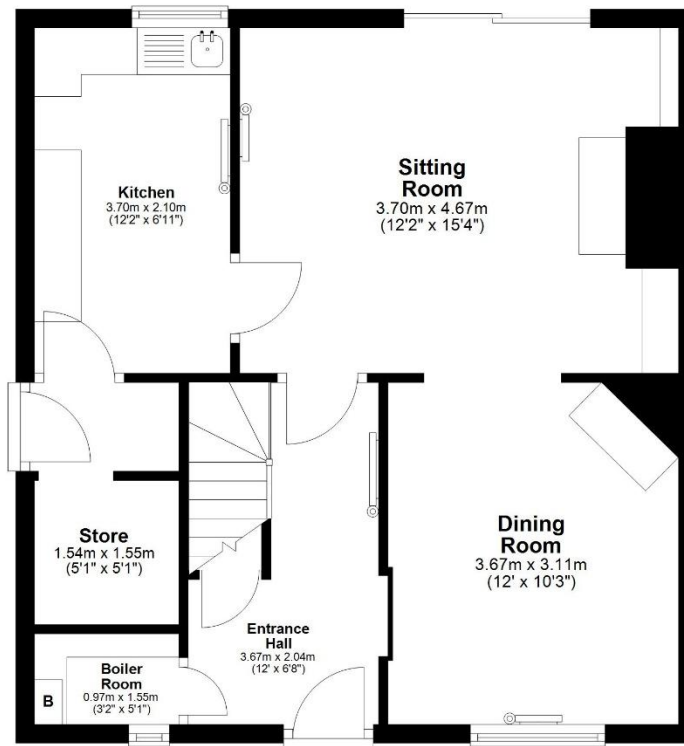 Kitchen
3.70m x 2.10m
(12'2" x 6'11")
Sitting
Room
3.70m x 4.67m
(12'2" x 15'4")
Store
1.54m x 1.55m
(5'1" x 5'1")
Dining
Room
3.67m x 3.11m
(12' x 10'3")
Entrance
Hall
3.67m x 2.04m
(12' x 6'8")
Boiler
Room
0.97m x 1.55m
(3'2" x 5'1")
B